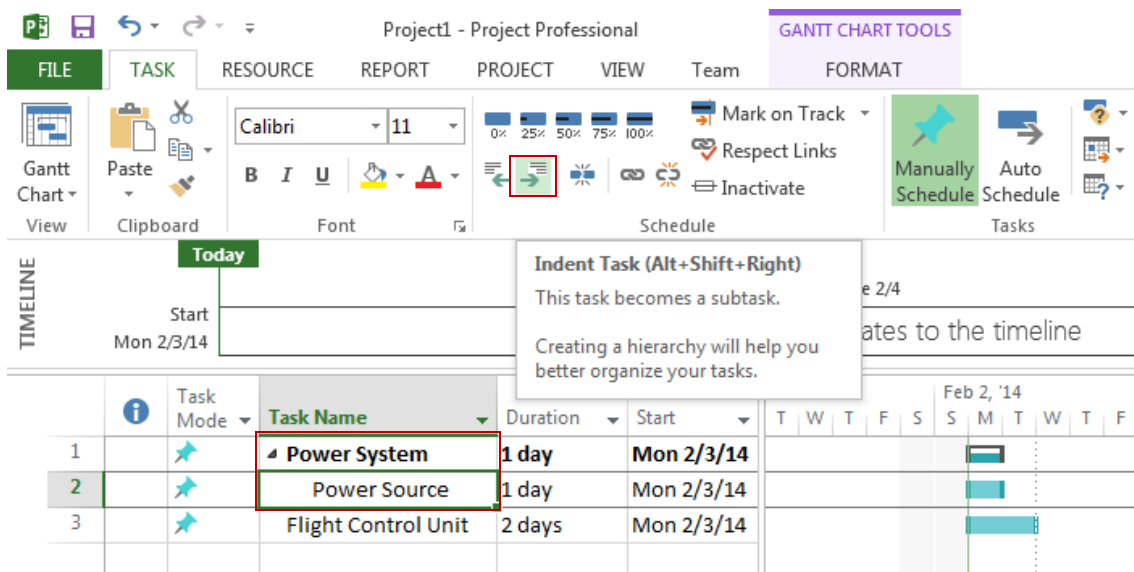 Project1 - Project Professional
GANTT CHART TOOLS
FILE TASK RESOURCE REPORT PROJECT VIEW Team FORMAT
Calibri 11
B I U A
0% 25% 50% 75% 100%
Mark on Track
Respect Links
Inactivate
Gantt
Chart
Paste
Manually
Schedule
Auto
Schedule
View Clipboard Font Schedule Tasks
TIMELINE
Today
Start
Mon 2/3/14
Indent Task (Alt+Shift+Right)
This task becomes a subtask.
Creating a hierarchy will help you
better organize your tasks.
e 2/4
ates to the timeline
Task
Mode
Task Name
Duration
Start
Feb 2, '14
T W T F S S M T W T F
1 Power System 1 day Mon 2/3/14
2 Power Source 1 day Mon 2/3/14
3 Flight Control Unit 2 days Mon 2/3/14